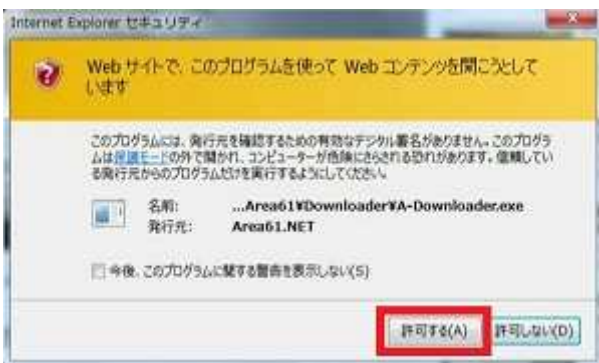 Internet Explorer セキュリティ
Web サイトで、このプログラムを使って Web コンテンツを開こうとして
います
このプログラムには、発行元を確認するための有効なデジタル署名がありません。このプログラ
ムは保護モードの外で開かれ、コンピューターが危険にさらされる恐れがあります。信頼してい
る発行元からのプログラムだけを実行するようにしてください。
名前: ...Area61¥Downloader¥A-Downloader.exe
発行元: Area61.NET
今後、このプログラムに関する警告を表示しない(S)
許可する(A) 許可しない(D)